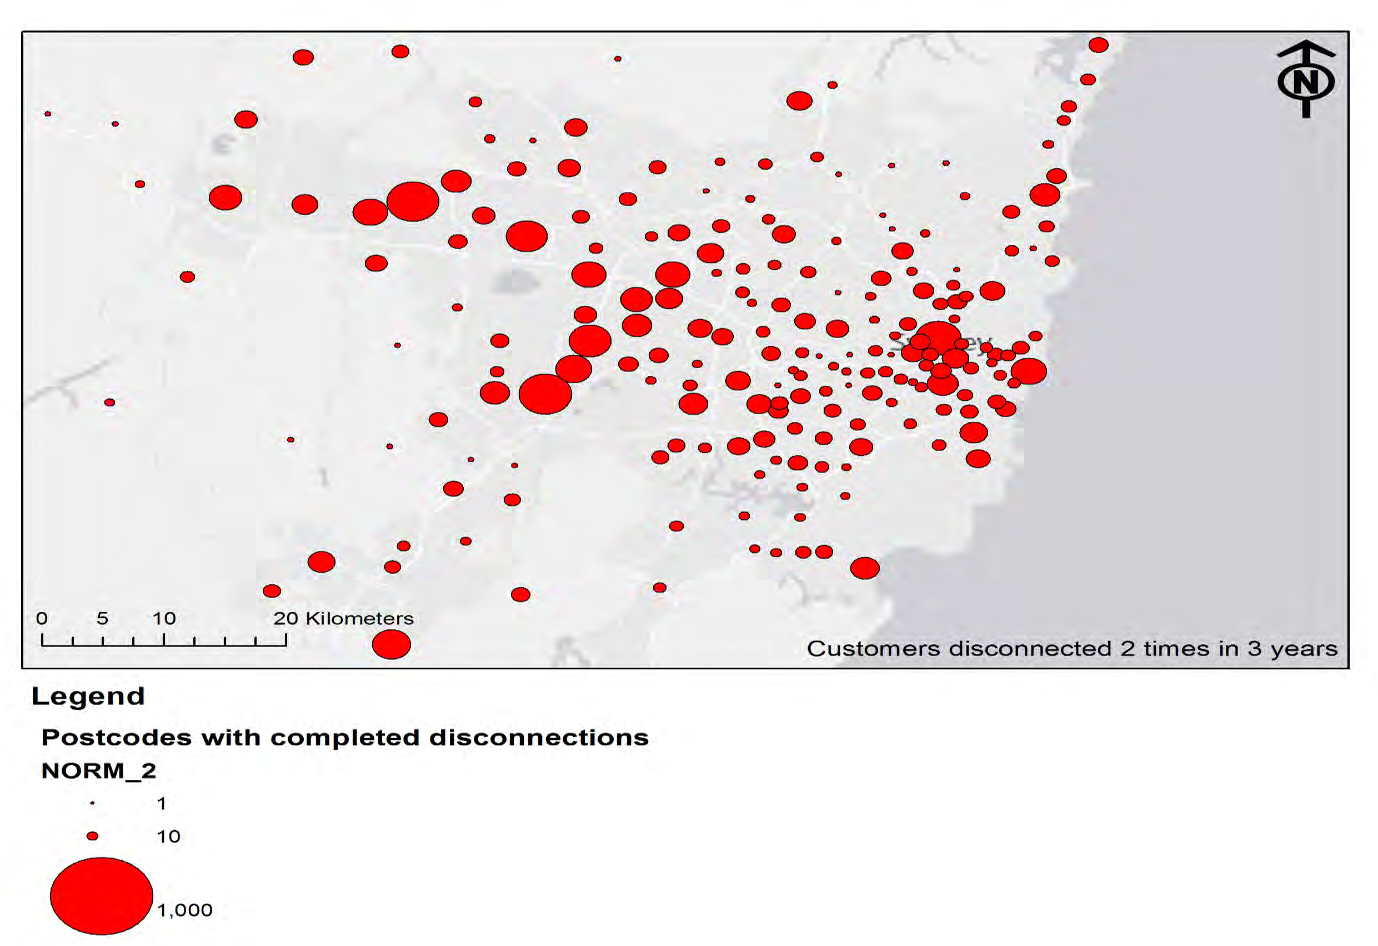 N
Sydney
0 5 10 20 Kilometers
Customers disconnected 2 times in 3 years
Legend
Postcodes with completed disconnections
NORM_2
1
10
1,000